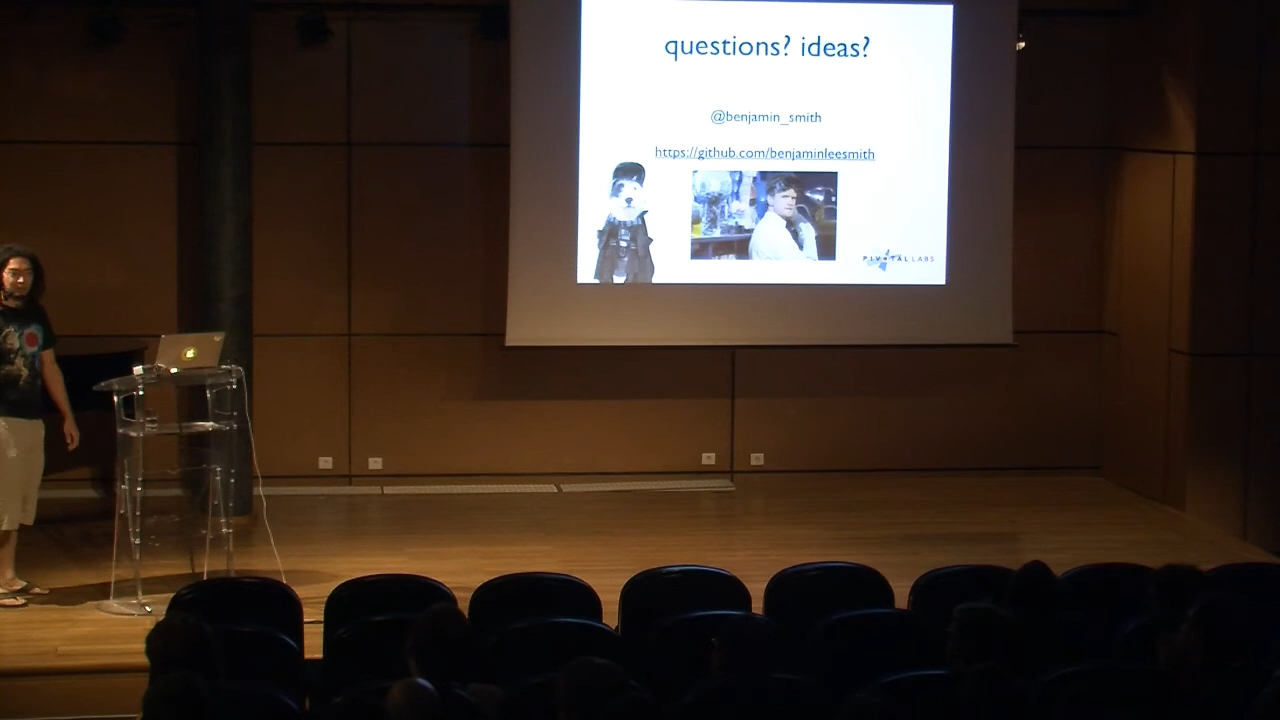 questions? ideas?
@benjamin_smith
https://github.com/benjaminleesmith
PIVOTAL LABS